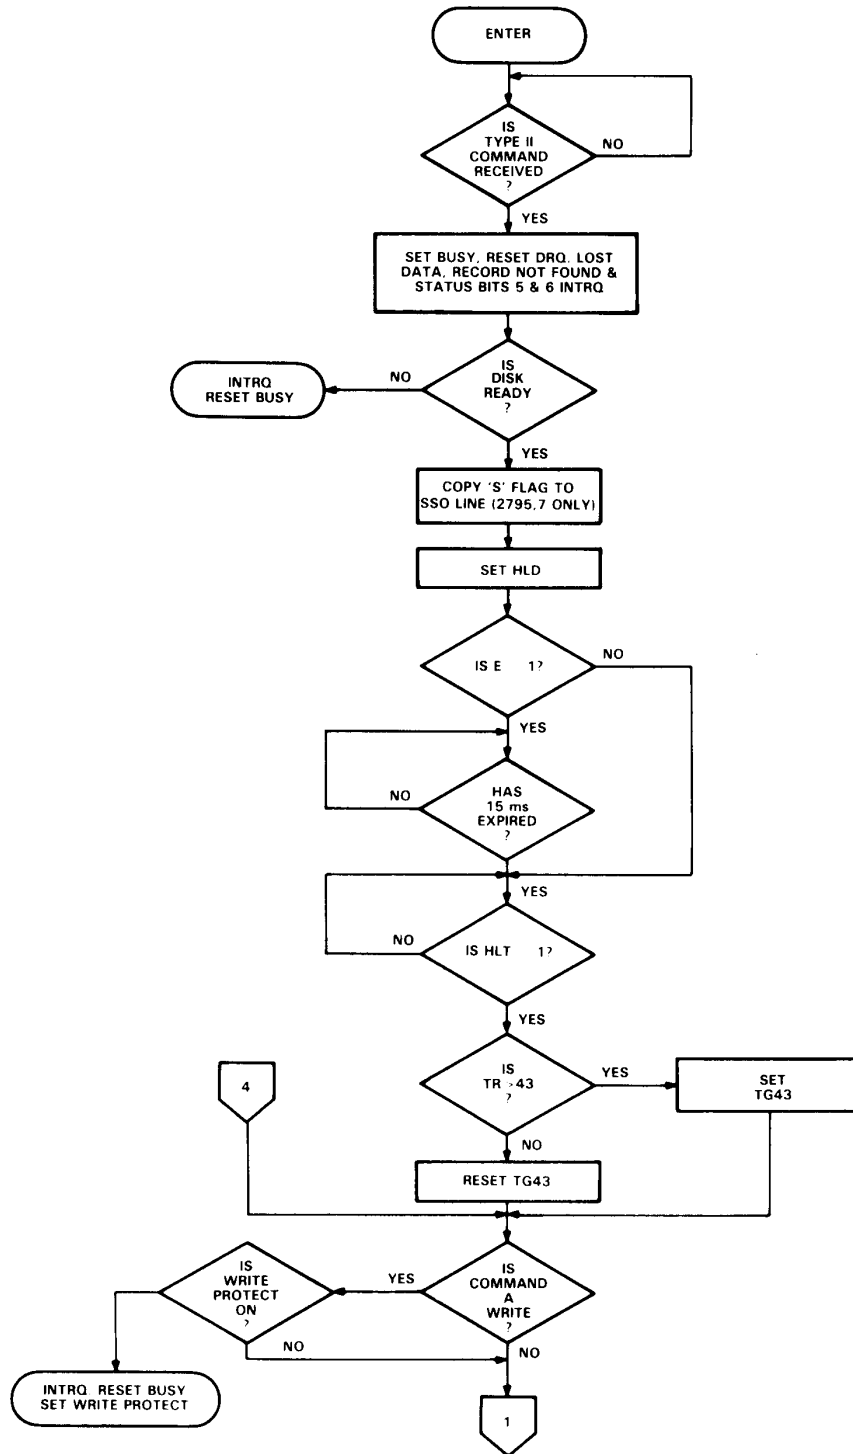 ENTER
IS
TYPE II
COMMAND
RECEIVED
?
NO
YES
SET BUSY, RESET DRQ. LOST
DATA, RECORD NOT FOUND &
STATUS BITS 5 & 6 INTRQ
IS
DISK
READY
?
NO
INTRQ
RESET BUSY
YES
COPY 'S' FLAG TO
SSO LINE (2795,7 ONLY)
SET HLD
IS E 1?
NO
YES
HAS
15 ms
EXPIRED
?
NO
YES
IS HLT 1?
NO
YES
IS
TR >43
?
YES
SET
TG43
4
NO
RESET TG43
IS
COMMAND
A
WRITE
?
YES
IS
WRITE
PROTECT
ON
?
NO
NO
INTRQ. RESET BUSY
SET WRITE PROTECT
1